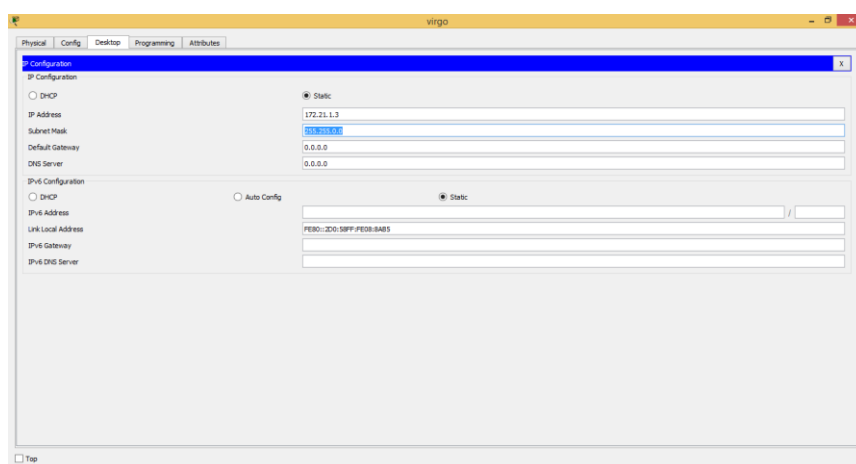 virgo
Physical Config Desktop Programming Attributes
IP Configuration X
IP Configuration
DHCP Static
IP Address 172.21.1.3
Subnet Mask 255.255.0.0
Default Gateway 0.0.0.0
DNS Server 0.0.0.0
IPv6 Configuration
DHCP Auto Config Static
IPv6 Address /
Link Local Address FE80::2D0:58FF:FE08:8AB5
IPv6 Gateway
IPv6 DNS Server
Top